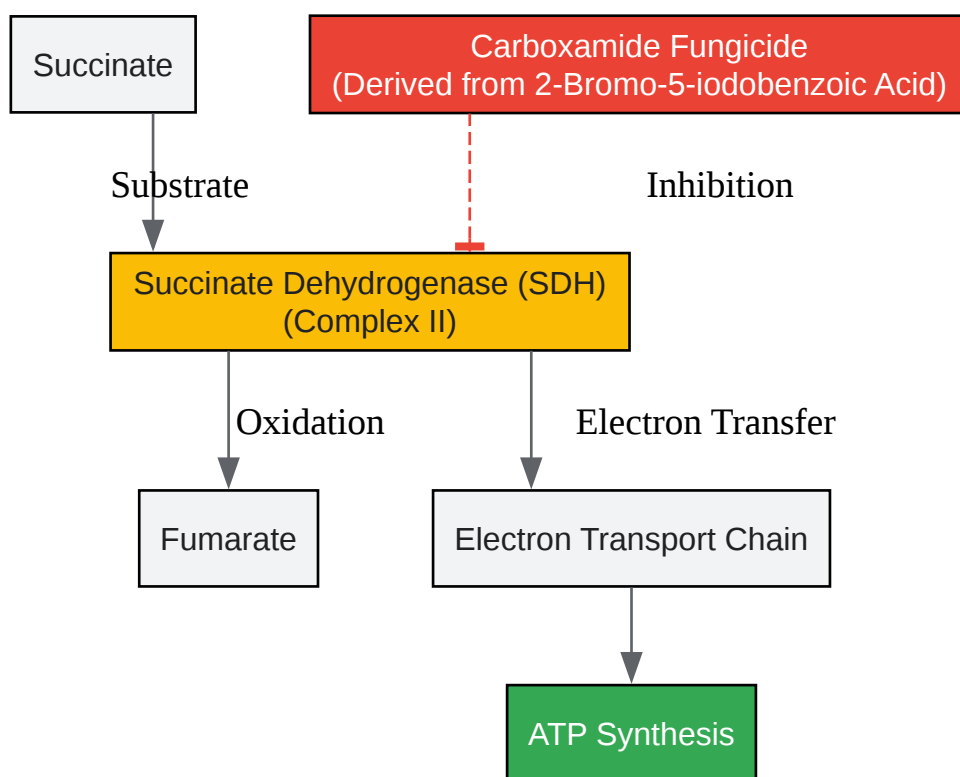 Succinate
Carboxamide Fungicide
(Derived from 2-Bromo-5-iodobenzoic Acid)
Substrate
Inhibition
Succinate Dehydrogenase (SDH)
(Complex II)
Oxidation
Electron Transfer
Fumarate
Electron Transport Chain
ATP Synthesis